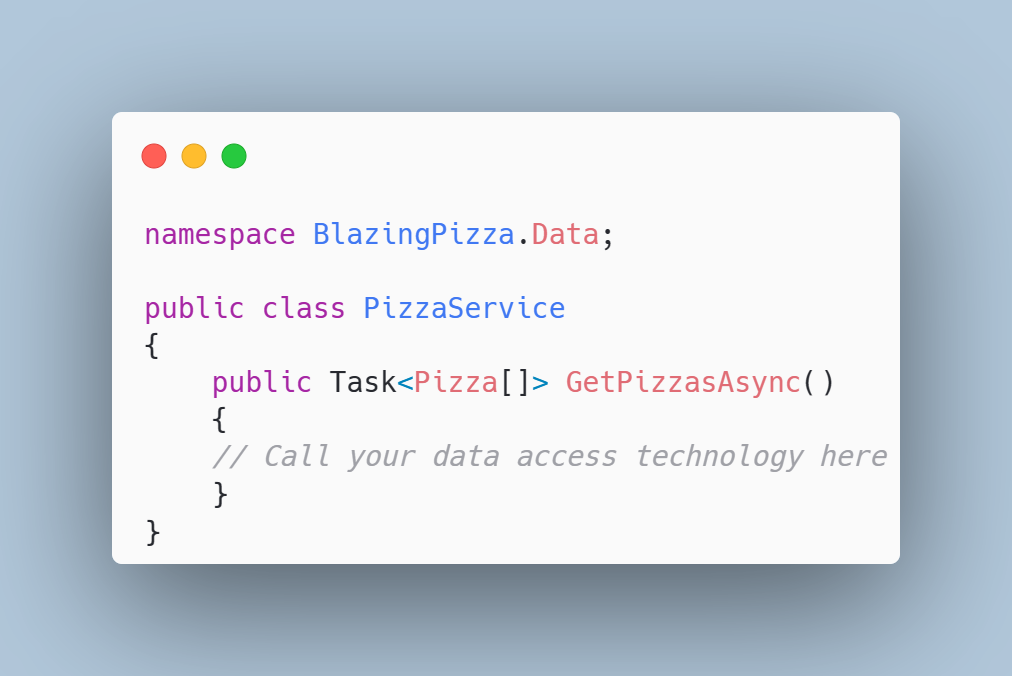 namespace BlazingPizza.Data;
public class PizzaService
{
    public Task<Pizza[]> GetPizzasAsync()
    {
    // Call your data access technology here
    }
}